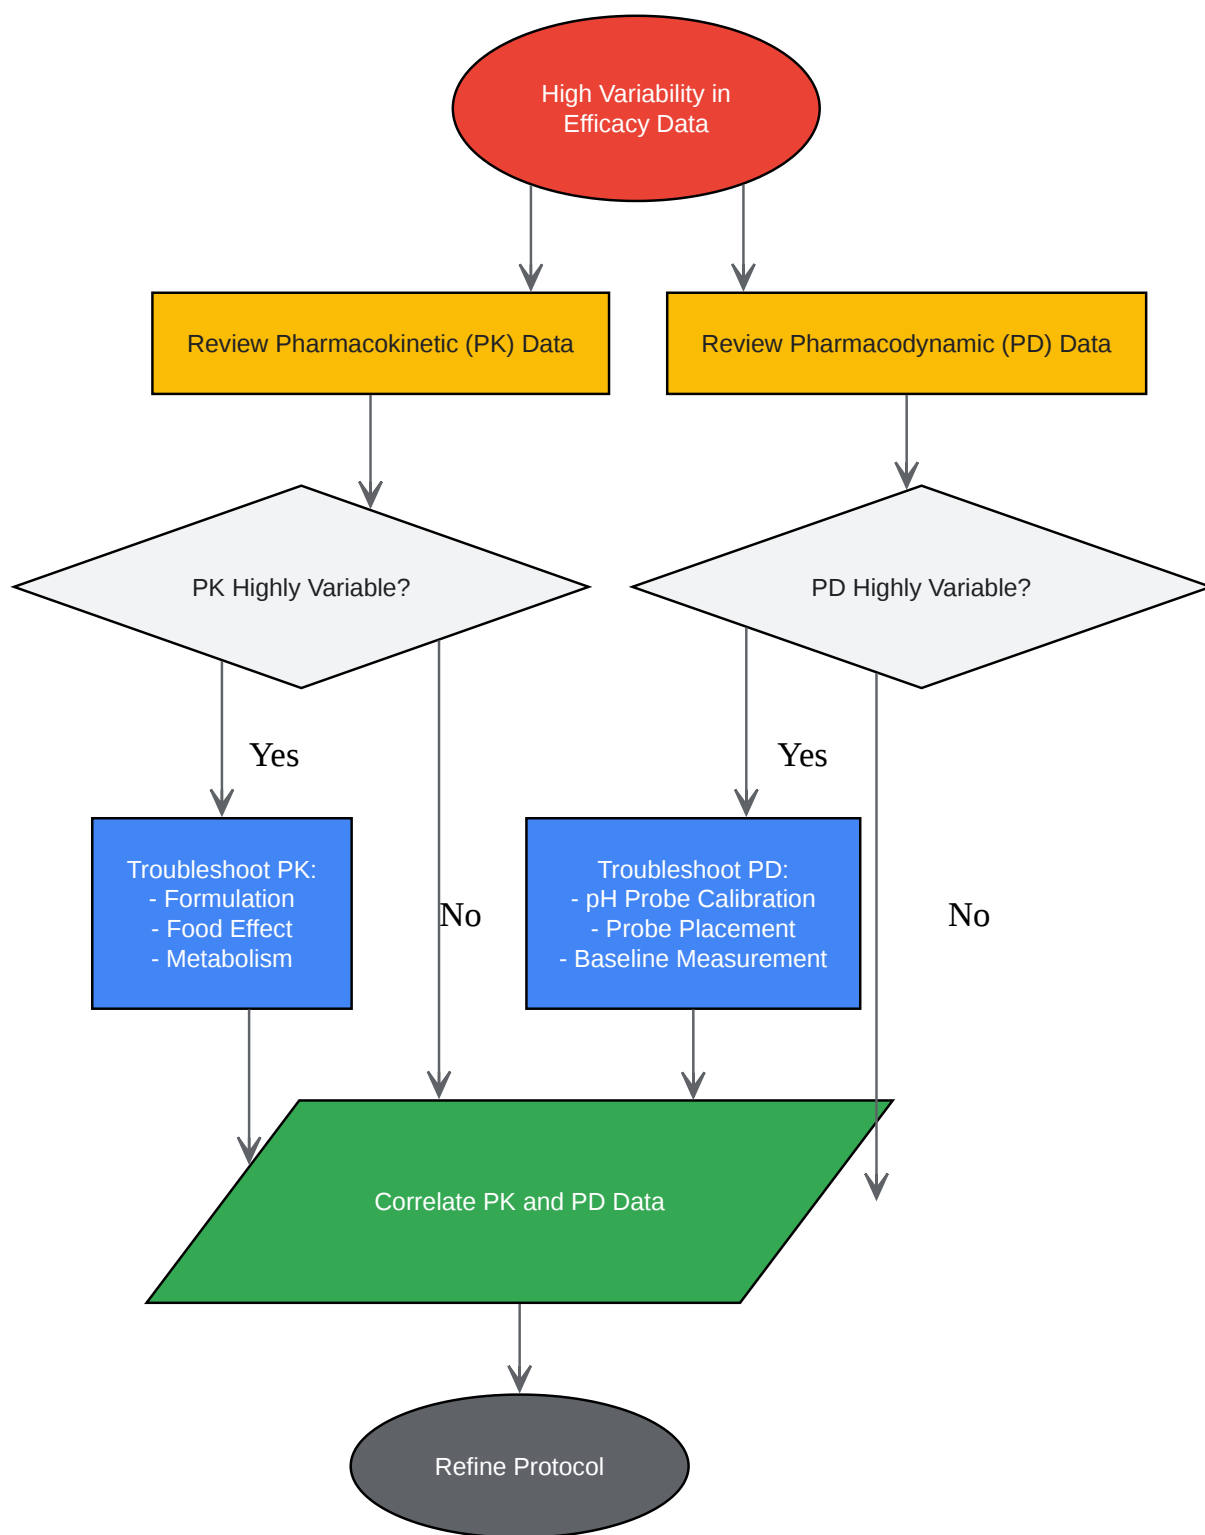 High Variability in
Efficacy Data
Review Pharmacokinetic (PK) Data
Review Pharmacodynamic (PD) Data
PK Highly Variable?
PD Highly Variable?
Yes
Yes
Troubleshoot PK:
- Formulation
- Food Effect
- Metabolism
No
Troubleshoot PD:
- pH Probe Calibration
- Probe Placement
- Baseline Measurement
No
Correlate PK and PD Data
Refine Protocol